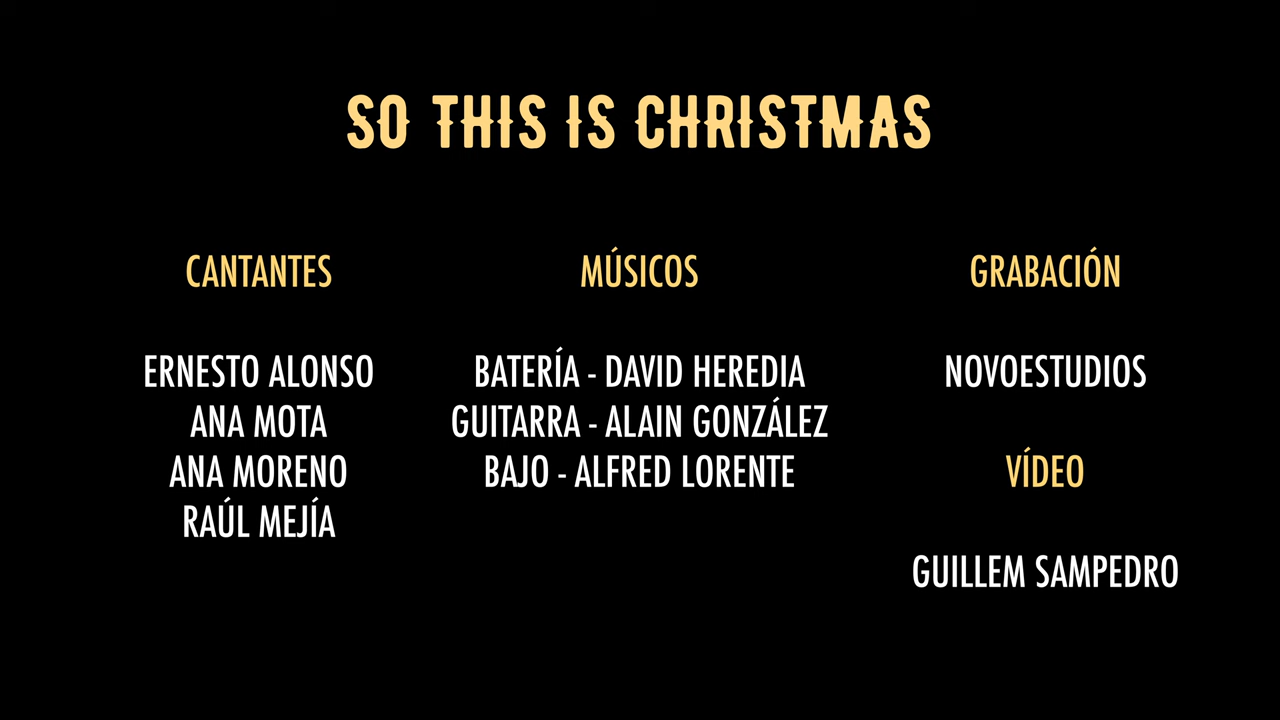 SO THIS IS CHRISTMAS
CANTANTES
ERNESTO ALONSO
ANA MOTA
ANA MORENO
RAÚL MEJÍA
MÚSICOS
BATERÍA - DAVID HEREDIA
GUITARRA - ALAIN GONZÁLEZ
BAJO - ALFRED LORENTE
GRABACIÓN
NOVOESTUDIOS
VÍDEO
GUILLEM SAMPEDRO